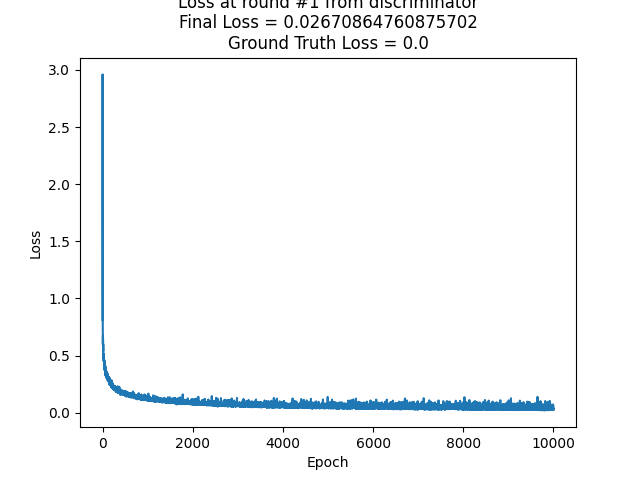 Loss at round #1 from discriminator
Final Loss = 0.02670864760875702
Ground Truth Loss = 0.0
3.0
2.5
2.0
1.5
1.0
0.5
0.0
Loss
0 2000 4000 6000 8000 10000
Epoch